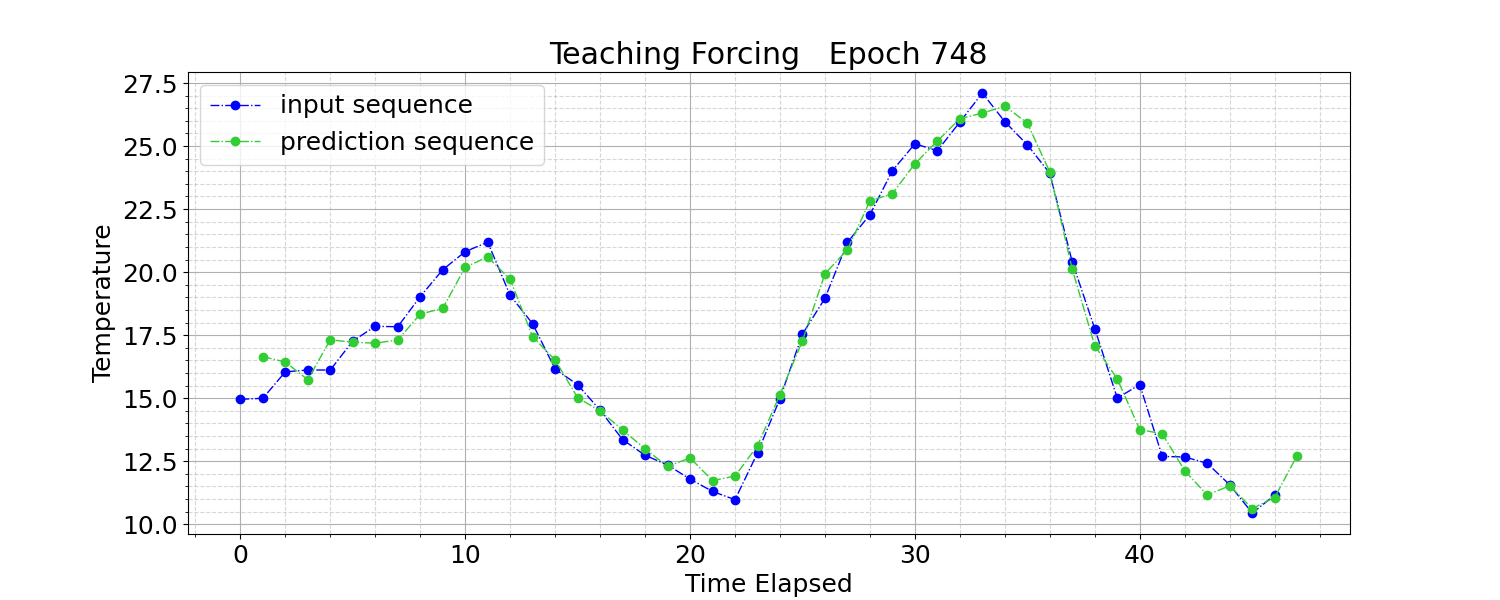 Teaching Forcing   Epoch 748
input sequence
prediction sequence
Temperature
27.5
25.0
22.5
20.0
17.5
15.0
12.5
10.0
0 10 20 30 40
Time Elapsed